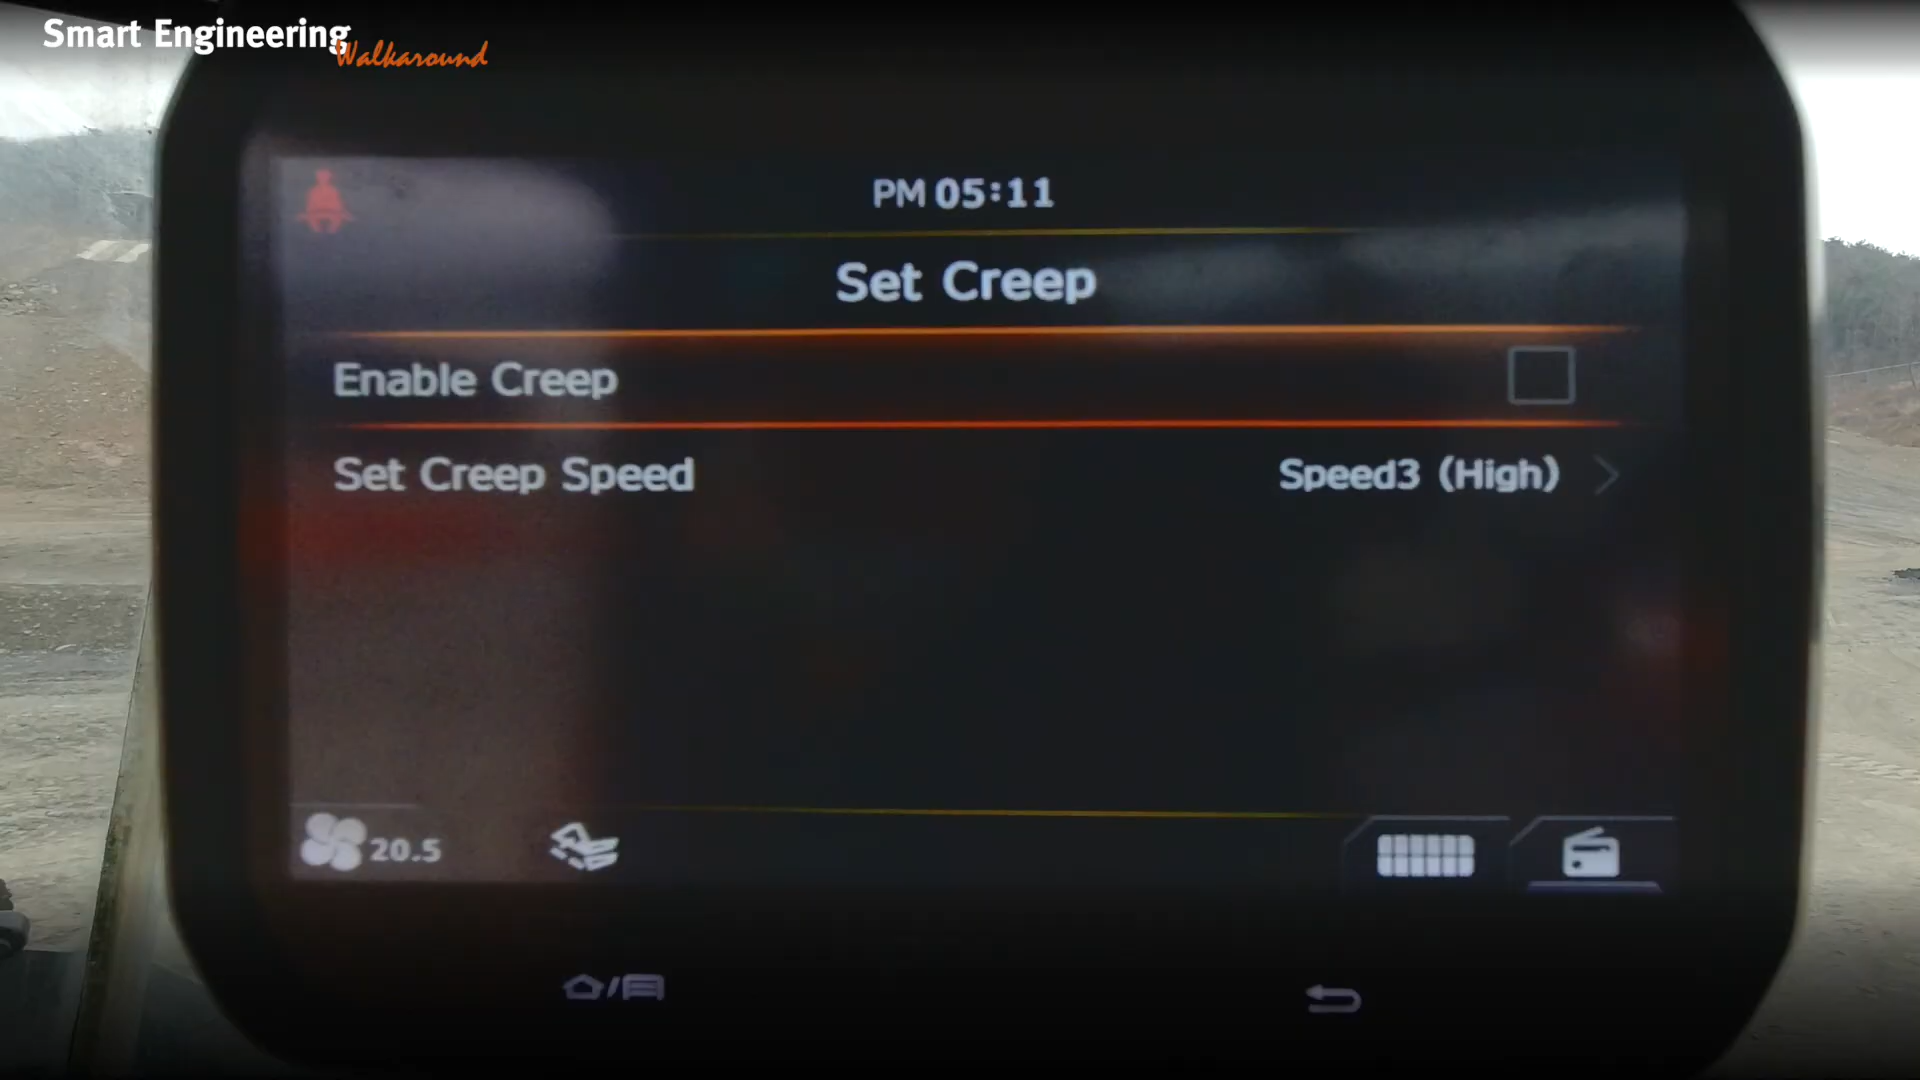 Smart Engineering
Walkaround
PM 05:11
Set Creep
Enable Creep
Set Creep Speed Speed3 (High)
20.5